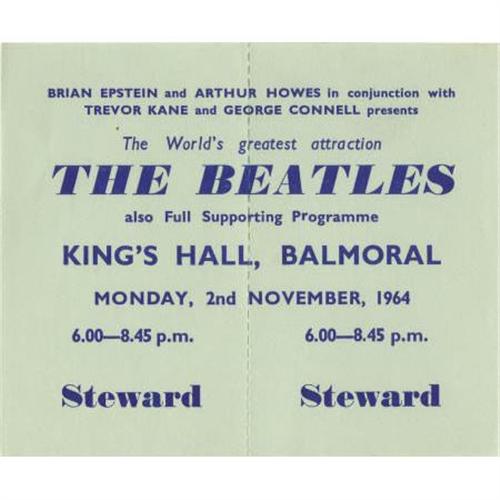 BRIAN EPSTEIN and ARTHUR HOWES in conjunction with
TREVOR KANE and GEORGE CONNELL presents
The World's greatest attraction
THE BEATLES
also Full Supporting Programme
KING'S HALL, BALMORAL
MONDAY, 2nd NOVEMBER, 1964
6.00—8.45 p.m. 6.00—8.45 p.m.
Steward Steward